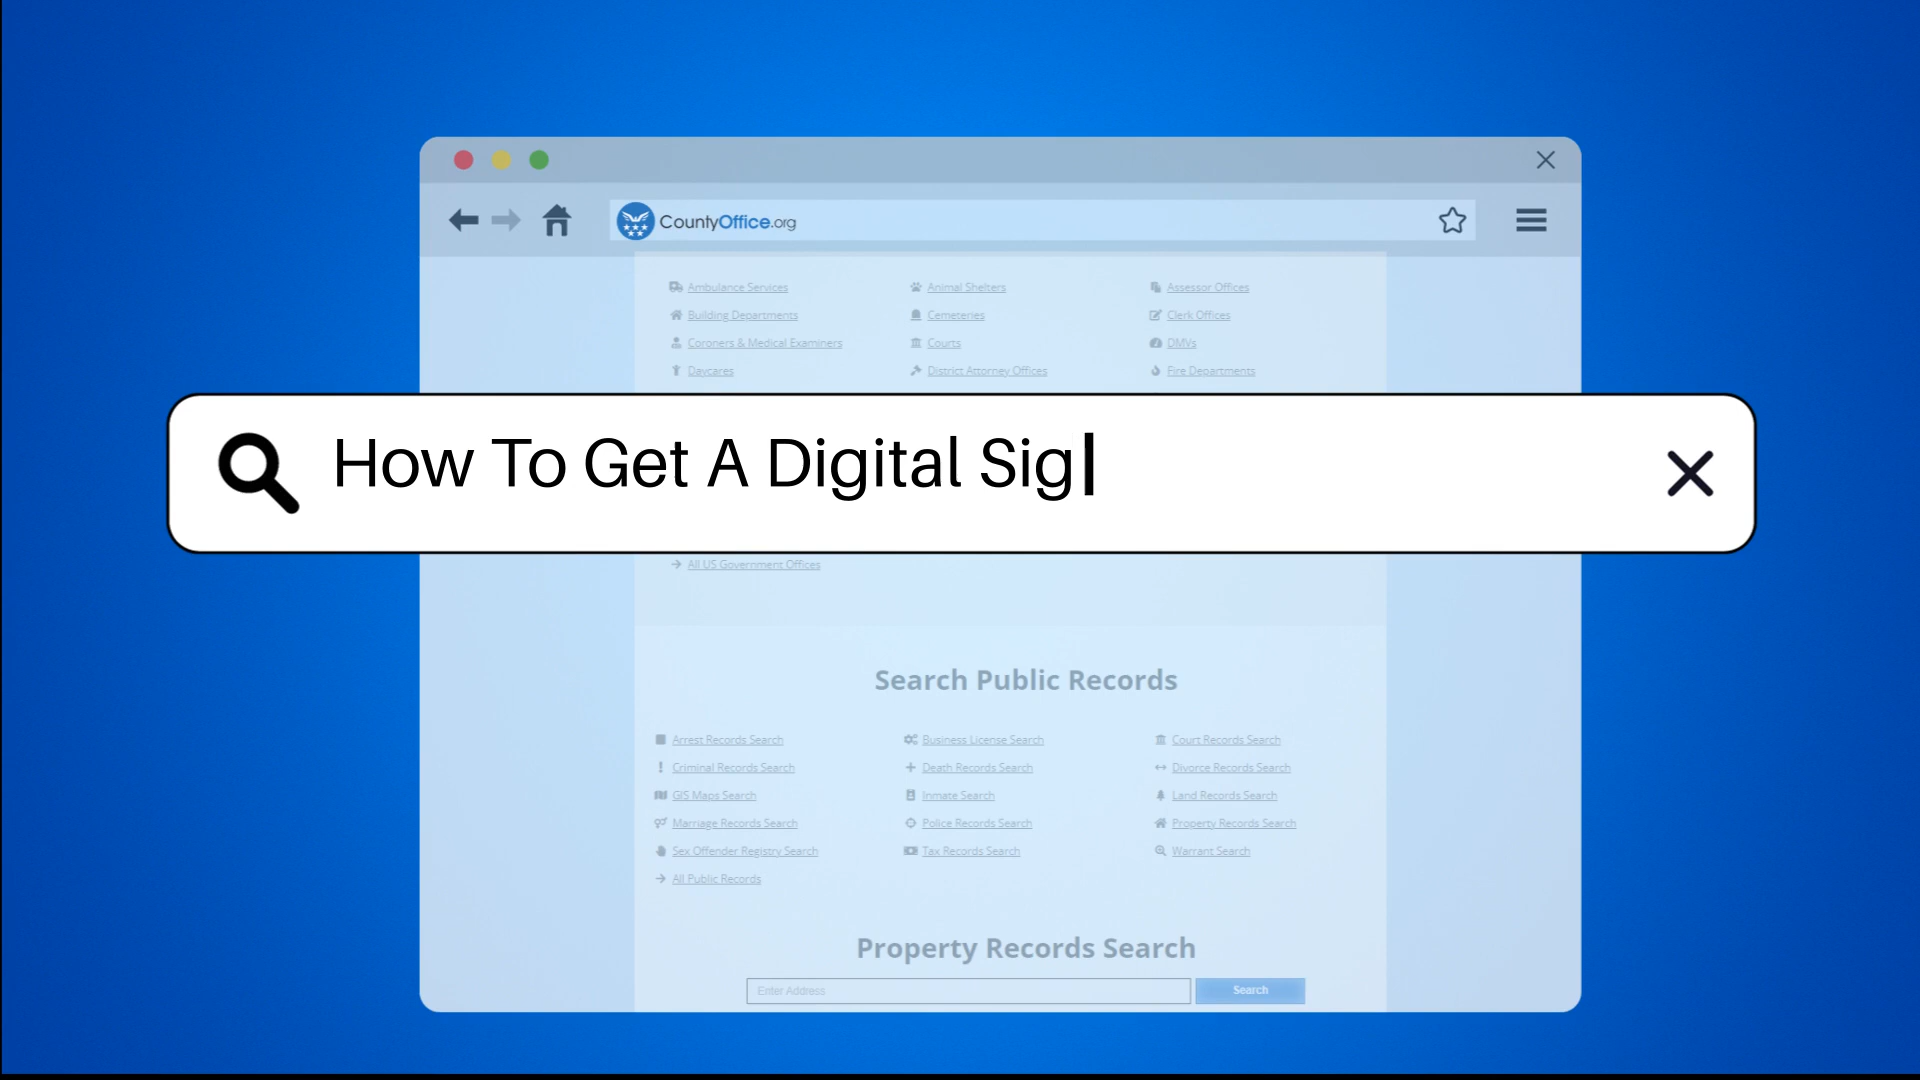 CountyOffice.org
Ambulance Services Animal Shelters Assessor Offices
Building Departments Cemeteries Clerk Offices
Coroners & Medical Examiners Courts DMVs
Daycares District Attorney Offices Fire Departments
How To Get A Digital Sig
All US Government Offices
Search Public Records
Arrest Records Search Business License Search Court Records Search
Criminal Records Search Death Records Search Divorce Records Search
GIS Maps Search Inmate Search Land Records Search
Marriage Records Search Police Records Search Property Records Search
Sex Offender Registry Search Tax Records Search Warrant Search
All Public Records
Property Records Search
Enter Address Search